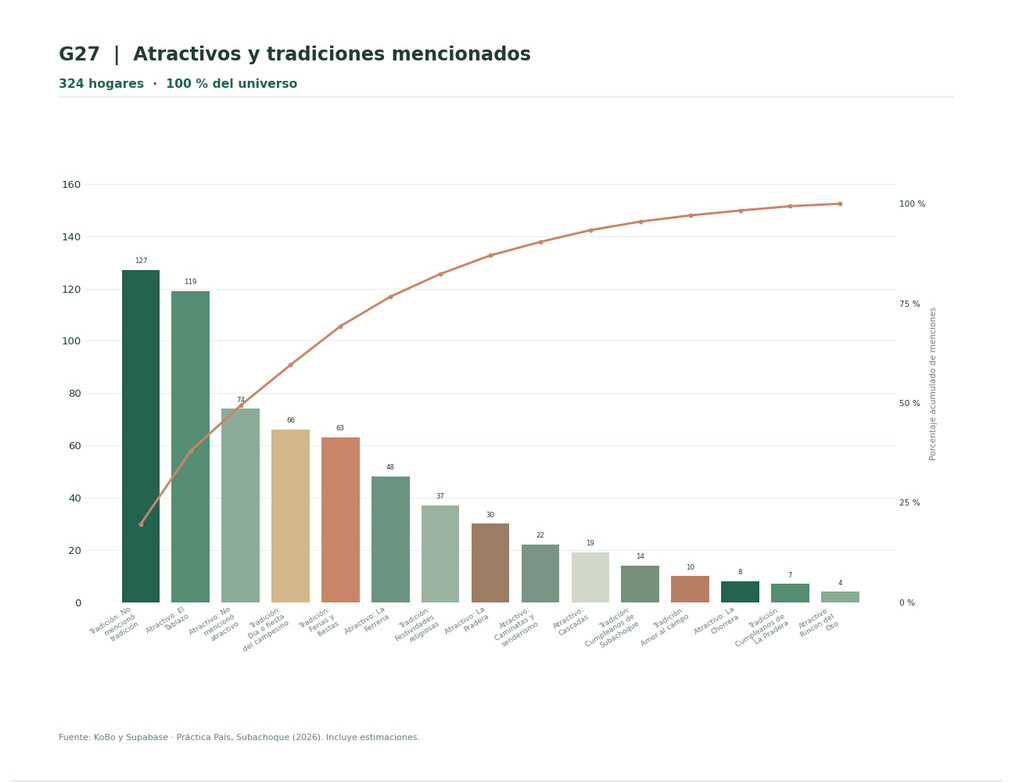 G27 | Atractivos y tradiciones mencionados
324 hogares · 100 % del universo
160
140
120
100
80
60
40
20
0
100 %
75 %
50 %
25 %
0 %
Porcentaje acumulado de menciones
127
119
74
66
63
48
37
30
22
19
14
10
8
7
4
Tradición: No
mencionó
tradición
Atractivo: El
Tablazo
Atractivo: No
mencionó
atractivo
Tradición:
Día o fiesta
del campesino
Tradición:
Ferias y
fiestas
Atractivo: La
Ferrería
Tradición:
Festividades
religiosas
Atractivo: La
Pradera
Atractivo:
Caminatas y
senderismo
Atractivo:
Cascadas
Tradición:
Cumpleaños de
Subachoque
Tradición:
Amor al campo
Atractivo: La
Chorrera
Tradición:
Cumpleaños de
La Pradera
Atractivo:
Rincón del
Oso
Fuente: KoBo y Supabase · Práctica País, Subachoque (2026). Incluye estimaciones.